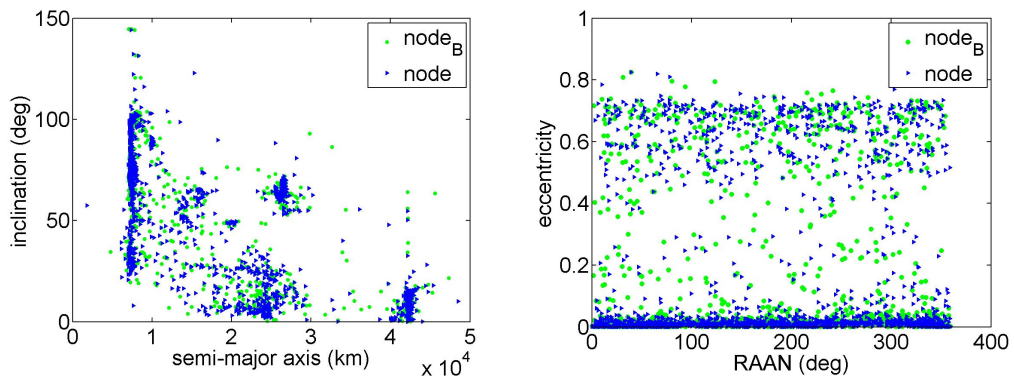 150
100
50
0
inclination (deg)
0
1
2
3
4
5
semi-major axis (km)
x 10^4
node_B
node
1
0.8
0.6
0.4
0.2
0
eccentricity
0
100
200
300
400
RAAN (deg)
node_B
node